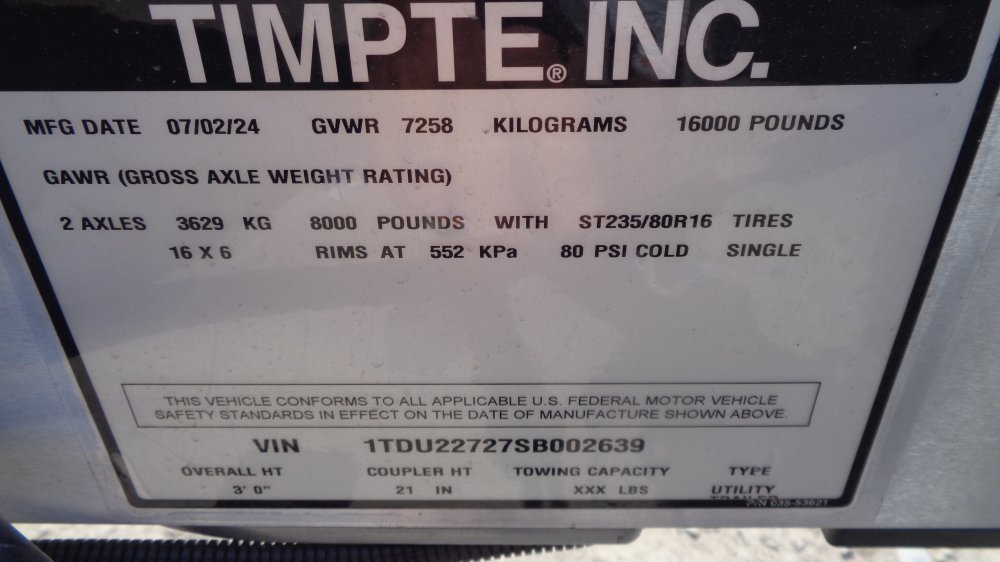 TIMPTE® INC.
MFG DATE 07/02/24 GVWR 7258 KILOGRAMS 16000 POUNDS
GAWR (GROSS AXLE WEIGHT RATING)
2 AXLES 3629 KG 8000 POUNDS WITH ST235/80R16 TIRES
16 X 6 RIMS AT 552 KPa 80 PSI COLD SINGLE
THIS VEHICLE CONFORMS TO ALL APPLICABLE U.S. FEDERAL MOTOR VEHICLE
SAFETY STANDARDS IN EFFECT ON THE DATE OF MANUFACTURE SHOWN ABOVE.
VIN 1TDU22727SB002639
OVERALL HT COUPLER HT TOWING CAPACITY TYPE
3' 0" 21 IN XXX LBS UTILITY
TRAILER
P/N 035-53621